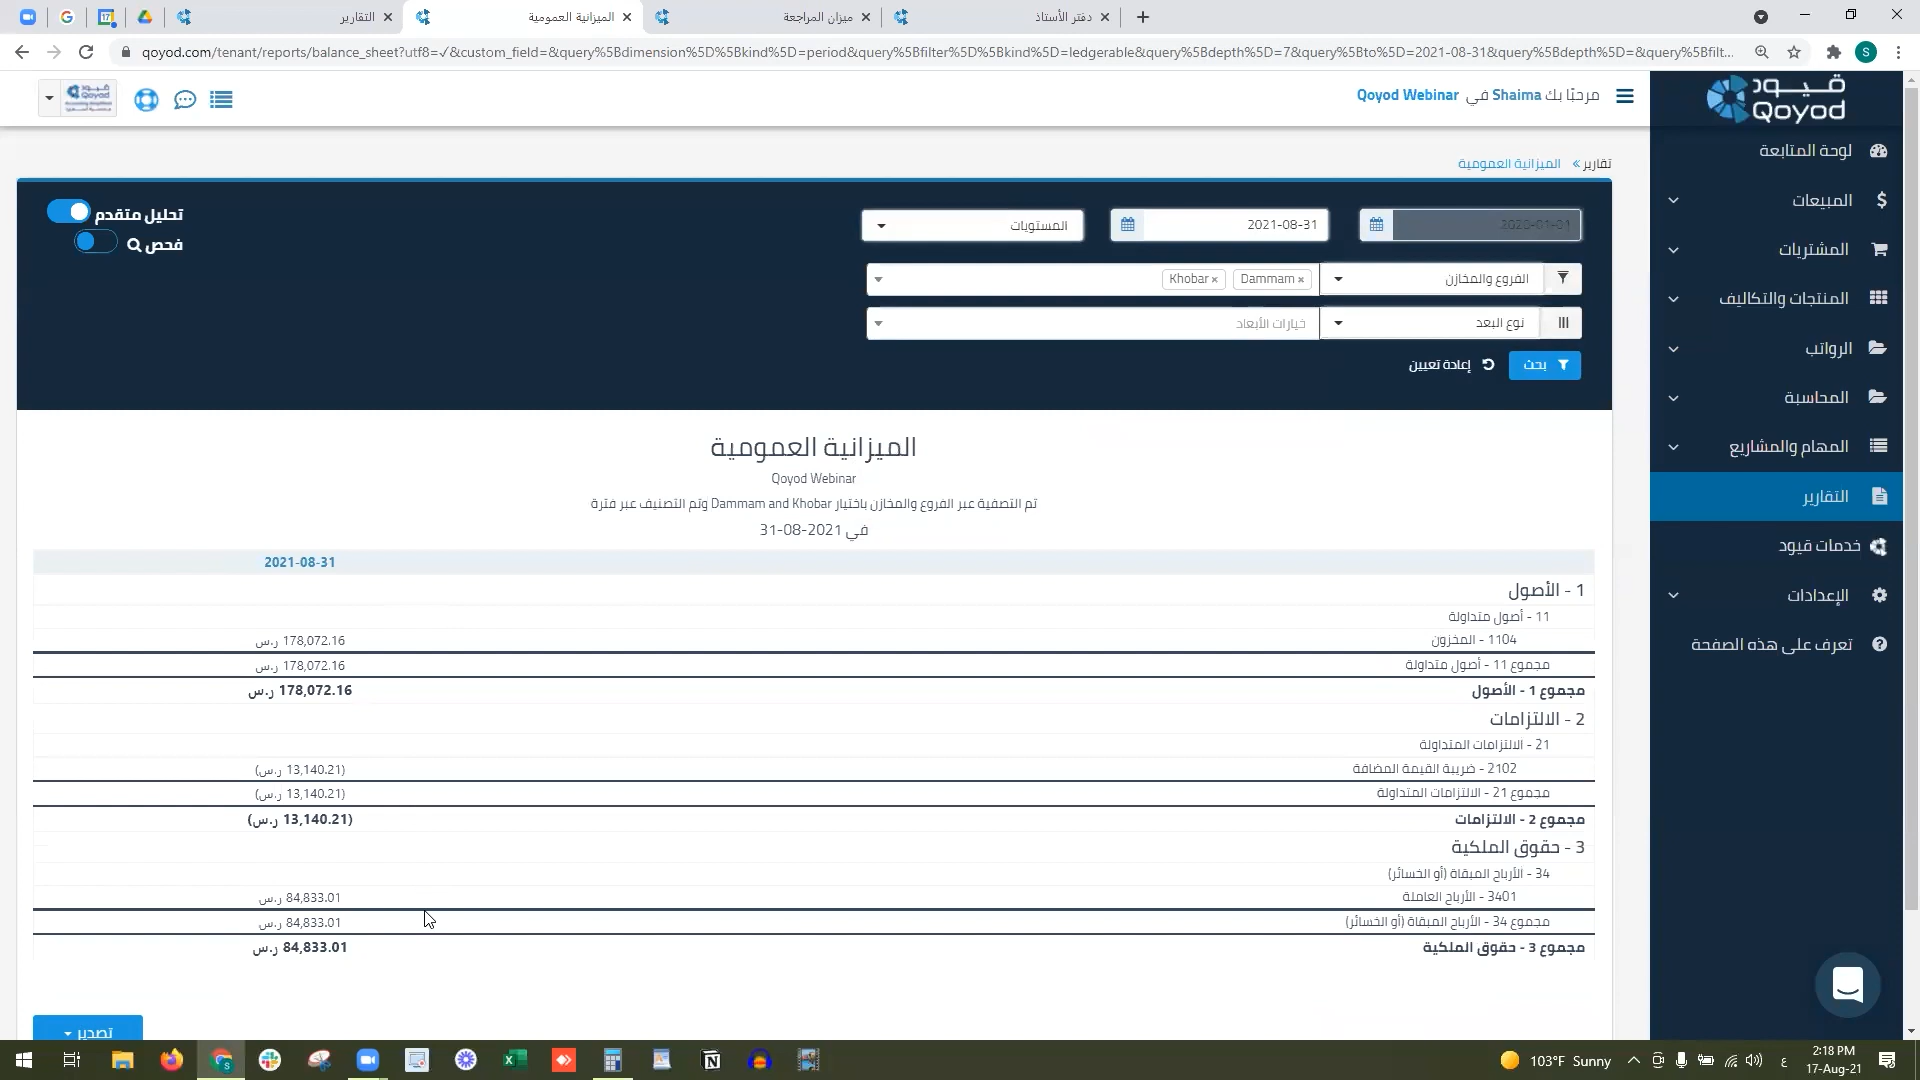 التقارير
الميزانية العمومية
ميزان المراجعة
دفتر الأستاذ
qoyod.com/tenant/reports/balance_sheet?utf8=✓&custom_field=&query%5Bdimension%5D%5Bkind%5D=period&query%5Bfilter%5D%5Bkind%5D=ledgerable&query%5Bdepth%5D=7&query%5Bto%5D=2021-08-31&query%5Bdepth%5D=&query%5Bfilt...
S
مرحبًا بك Shaima في Qoyod Webinar
قيود
Qoyod
لوحة المتابعة
المبيعات
المشتريات
المنتجات والتكاليف
الرواتب
المحاسبة
المهام والمشاريع
التقارير
خدمات قيود
الإعدادات
تعرف على هذه الصفحة
تقارير » الميزانية العمومية
2021-08-31
المستويات
تحليل متقدم
فحص
الفروع والمخازن
Dammam × Khobar ×
نوع البعد
خيارات الأبعاد
بحث
إعادة تعيين
الميزانية العمومية
Qoyod Webinar
تم التصفية عبر الفروع والمخازن باختيار Dammam and Khobar وتم التصنيف عبر فترة
في 2021-08-31
2021-08-31
1 - الأصول
11 - أصول متداولة
1104 - المخزون 178,072.16 ر.س
مجموع 11 - أصول متداولة 178,072.16 ر.س
مجموع 1 - الأصول 178,072.16 ر.س
2 - الالتزامات
21 - الالتزامات المتداولة
2102 - ضريبة القيمة المضافة (13,140.21 ر.س)
مجموع 21 - الالتزامات المتداولة (13,140.21 ر.س)
مجموع 2 - الالتزامات (13,140.21 ر.س)
3 - حقوق الملكية
34 - الأرباح المبقاة (أو الخسائر)
3401 - الأرباح العاملة 84,833.01 ر.س
مجموع 34 - الأرباح المبقاة (أو الخسائر) 84,833.01 ر.س
مجموع 3 - حقوق الملكية 84,833.01 ر.س
تصدير
103°F Sunny
ع
2:18 PM
17-Aug-21